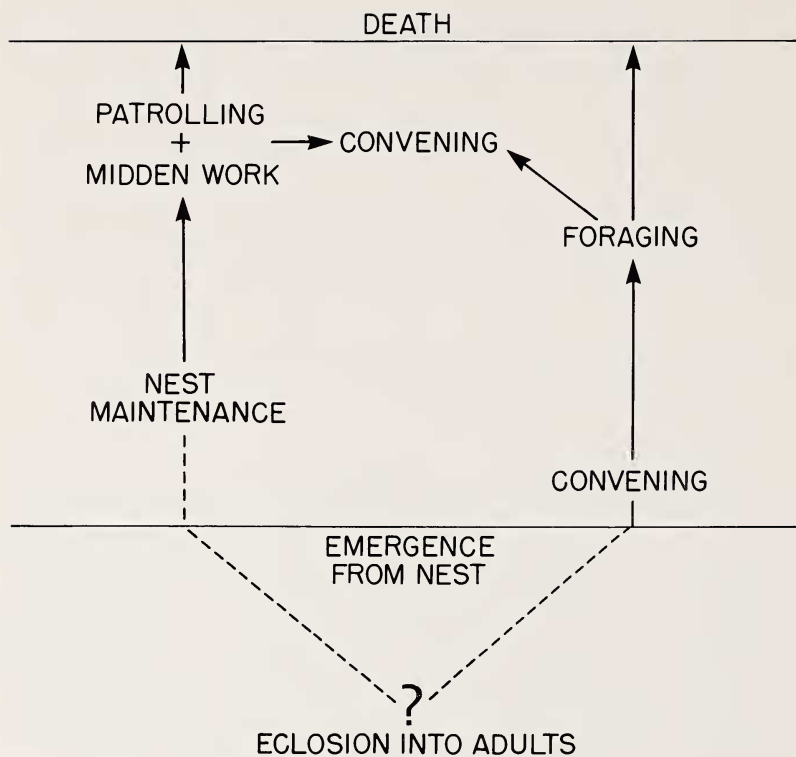 DEATH
PATROLLING
+
MIDDEN WORK
CONVENING
FORAGING
NEST
MAINTENANCE
CONVENING
EMERGENCE
FROM NEST
?
ECLOSION INTO ADULTS